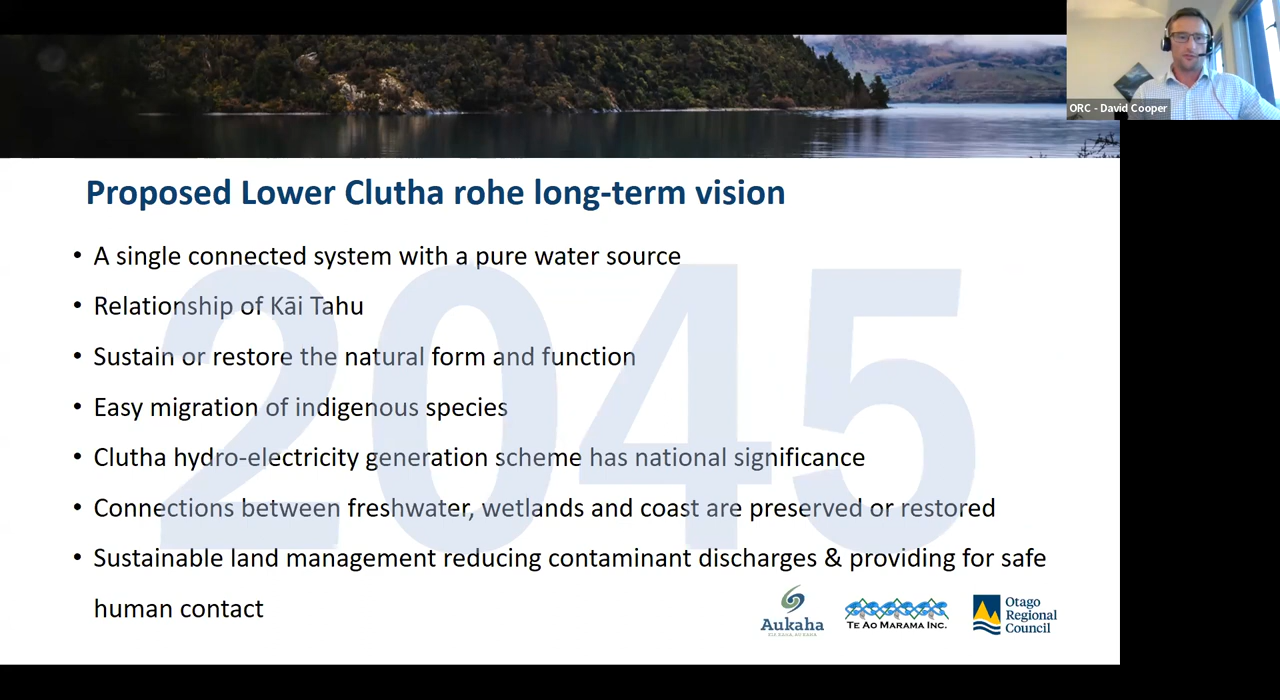 ORC - David Cooper
Proposed Lower Clutha rohe long-term vision
2045
• A single connected system with a pure water source
• Relationship of Kāi Tahu
• Sustain or restore the natural form and function
• Easy migration of indigenous species
• Clutha hydro-electricity generation scheme has national significance
• Connections between freshwater, wetlands and coast are preserved or restored
• Sustainable land management reducing contaminant discharges & providing for safe
human contact
Aukaha
TE AO MARAMA INC.
Otago
Regional
Council